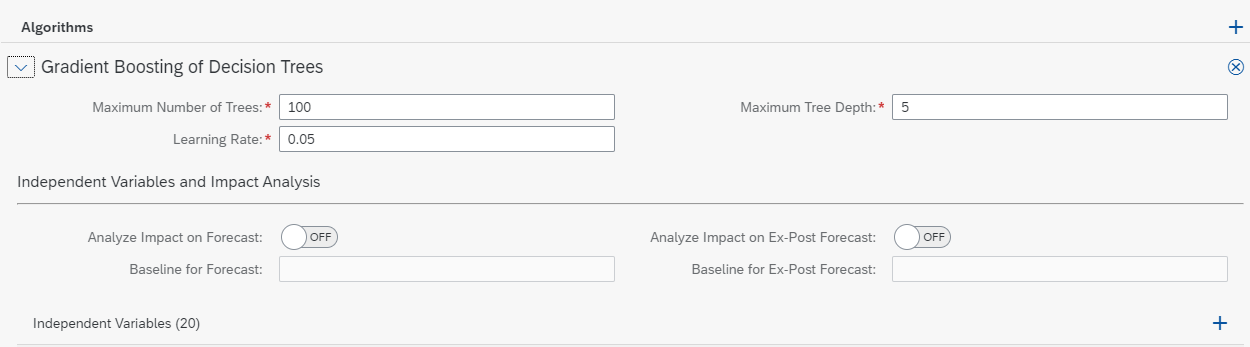 Algorithms
Gradient Boosting of Decision Trees
Maximum Number of Trees:* 100 Maximum Tree Depth:* 5
Learning Rate:* 0.05
Independent Variables and Impact Analysis
Analyze Impact on Forecast: OFF Analyze Impact on Ex-Post Forecast: OFF
Baseline for Forecast: Baseline for Ex-Post Forecast:
Independent Variables (20)